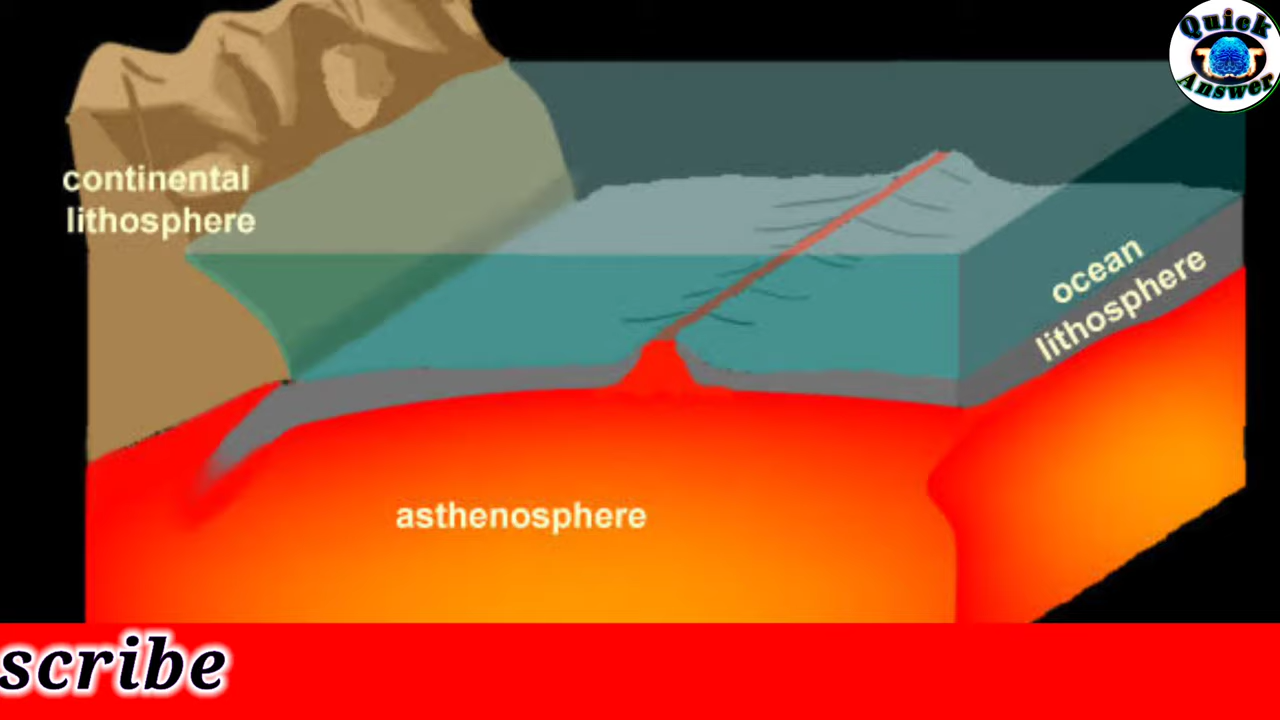 Quick
Answer
continental
lithosphere
ocean
lithosphere
asthenosphere
scribe